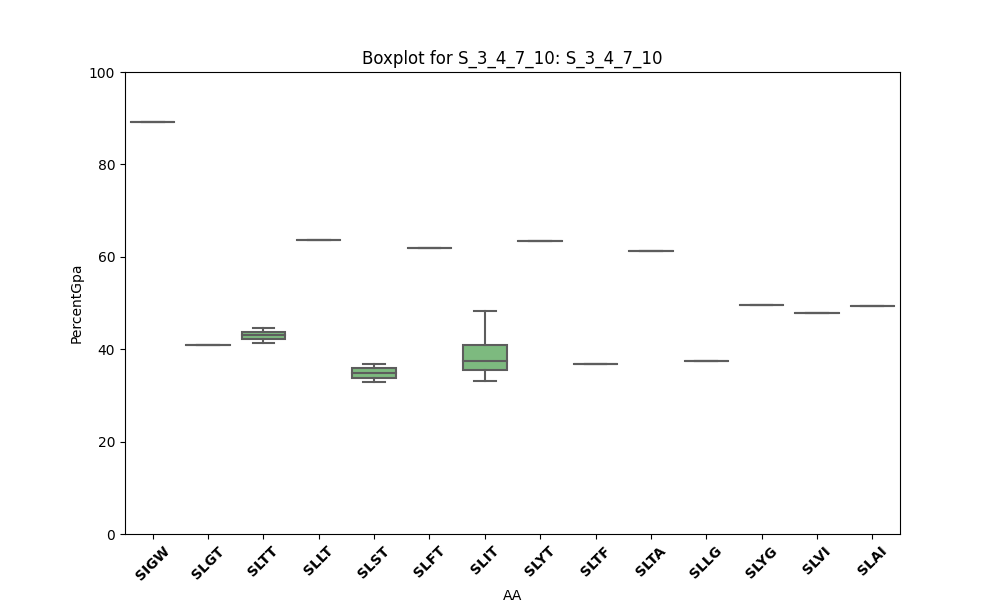 Boxplot for S_3_4_7_10: S_3_4_7_10
100
80
60
40
20
0
PercentGpa
SIGW SLGT SLTT SLLT SLST SLFT SLIT SLYT SLTF SLTA SLLG SLYG SLVI SLAI
AA